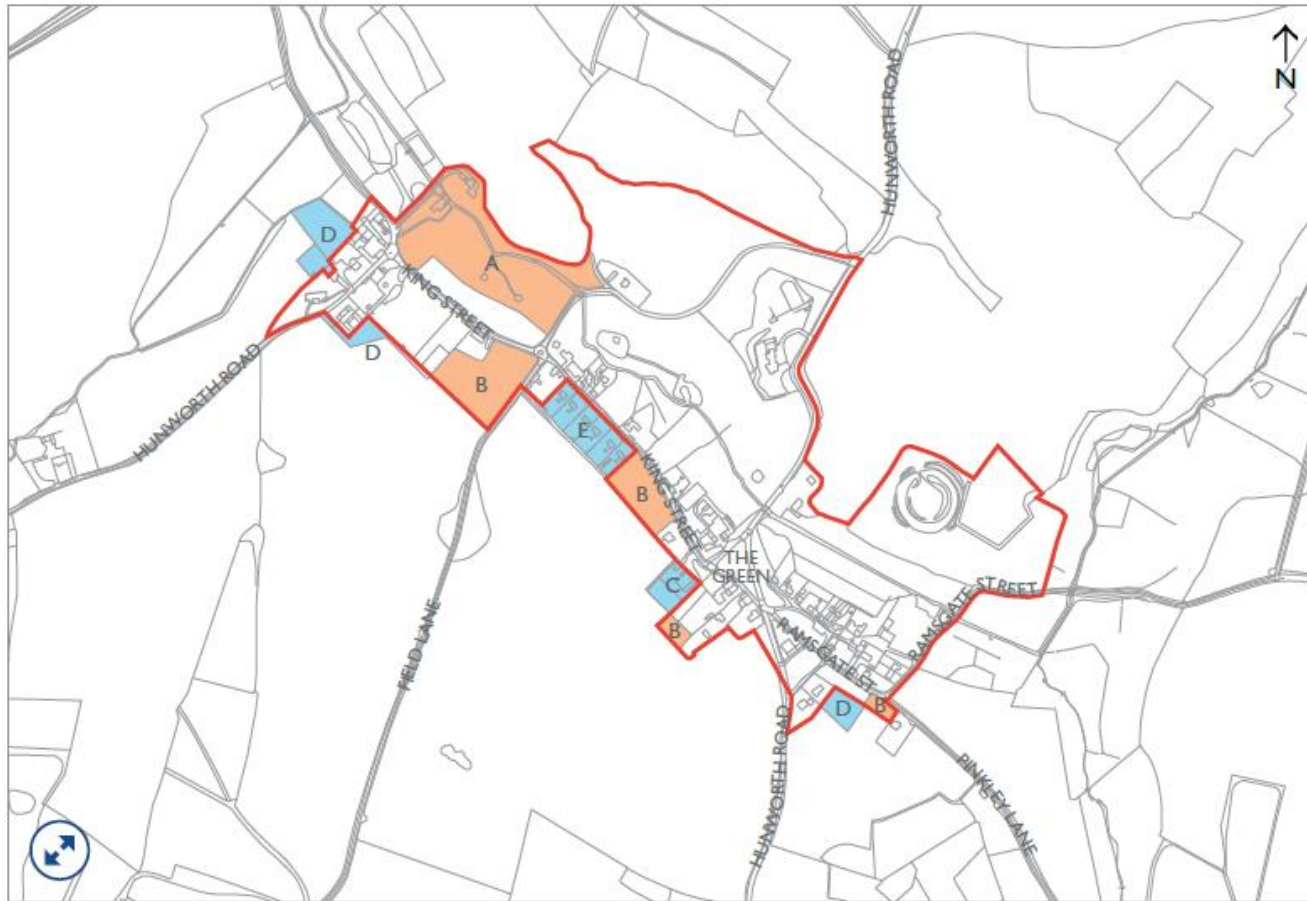 N
HUNWORTH ROAD
D
A
KING STREET
D
HUNWORTH ROAD
B
E
KING STREET
B
THE
GREEN
C
RAMSGATE STREET
B
RAMSGATE ST
FIELD LANE
D
B
HUNWORTH ROAD
PINKLEY LANE